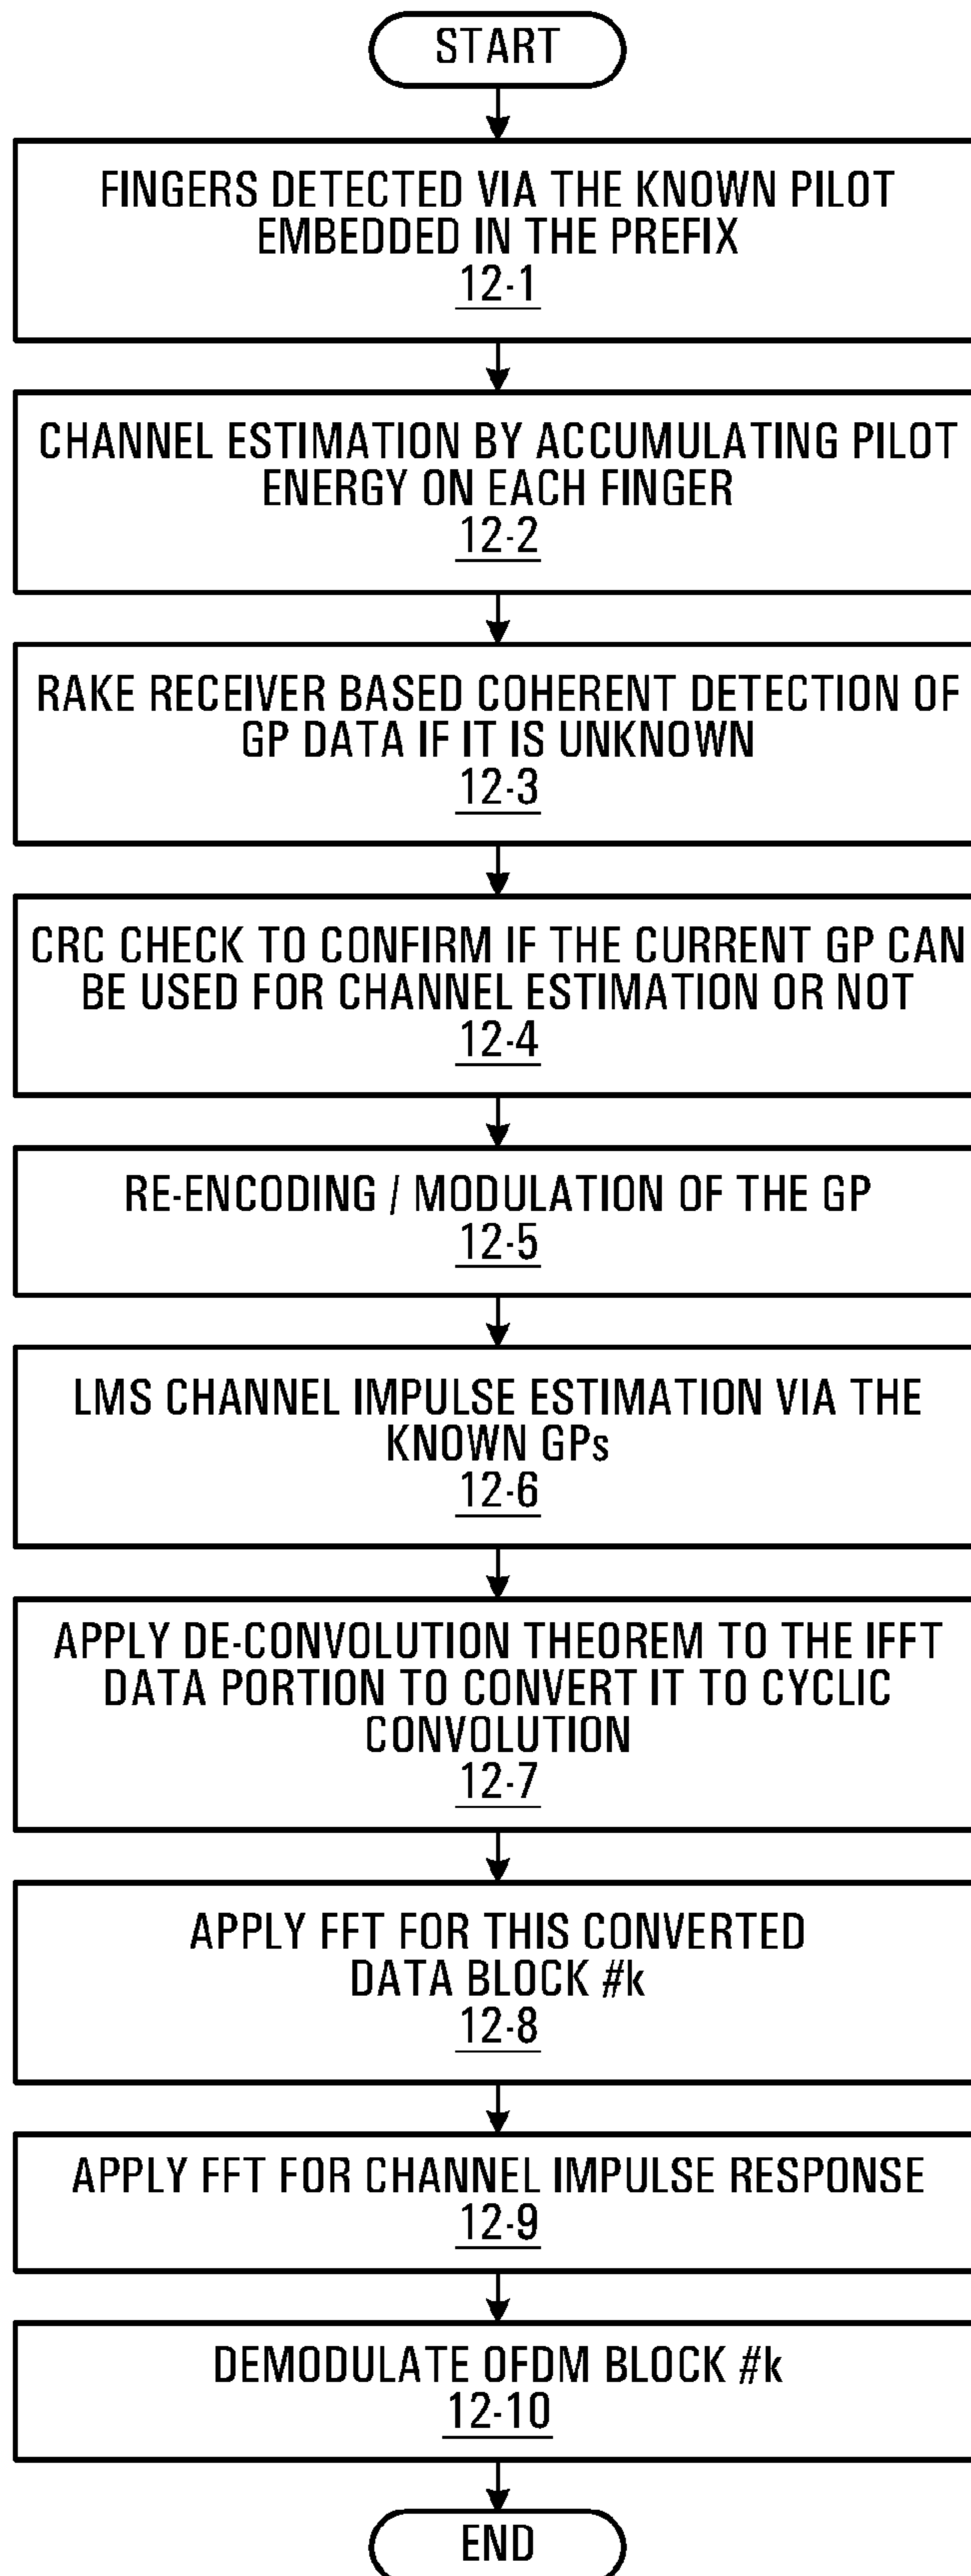 START
FINGERS DETECTED VIA THE KNOWN PILOT
EMBEDDED IN THE PREFIX
12-1
CHANNEL ESTIMATION BY ACCUMULATING PILOT
ENERGY ON EACH FINGER
12-2
RAKE RECEIVER BASED COHERENT DETECTION OF
GP DATA IF IT IS UNKNOWN
12-3
CRC CHECK TO CONFIRM IF THE CURRENT GP CAN
BE USED FOR CHANNEL ESTIMATION OR NOT
12-4
RE-ENCODING / MODULATION OF THE GP
12-5
LMS CHANNEL IMPULSE ESTIMATION VIA THE
KNOWN GPs
12-6
APPLY DE-CONVOLUTION THEOREM TO THE IFFT
DATA PORTION TO CONVERT IT TO CYCLIC
CONVOLUTION
12-7
APPLY FFT FOR THIS CONVERTED
DATA BLOCK #k
12-8
APPLY FFT FOR CHANNEL IMPULSE RESPONSE
12-9
DEMODULATE OFDM BLOCK #k
12-10
END